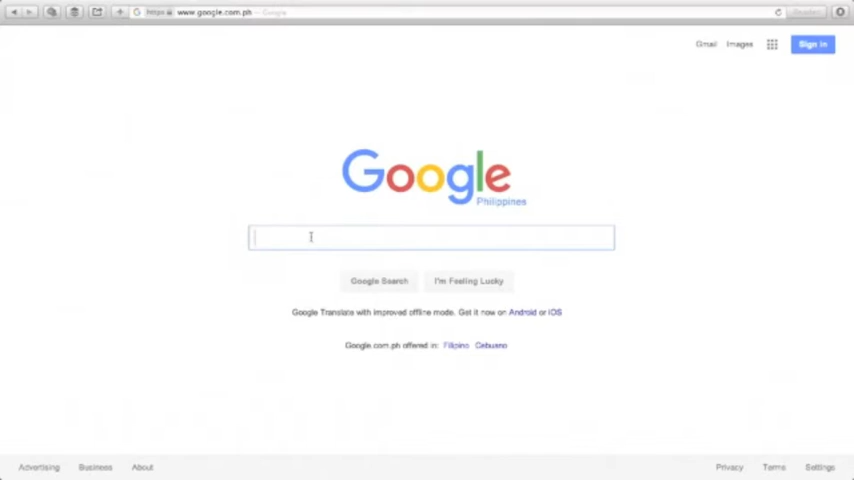 https www.google.com.ph — Google
Gmail Images Sign in
Google
Philippines
Google Search I'm Feeling Lucky
Google Translate with improved offline mode. Get it now on Android or iOS
Google.com.ph offered in: Filipino Cebuano
Advertising Business About Privacy Terms Settings